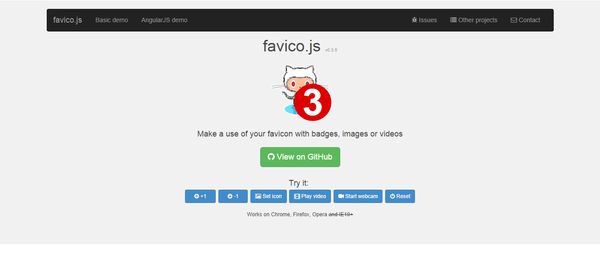 favico.js Basic demo AngularJS demo Issues Other projects Contact
favico.js v0.3.5
3
Make a use of your favicon with badges, images or videos
View on GitHub
Try it:
+1 -1 Set icon Play video Start webcam Reset
Works on Chrome, Firefox, Opera and IE10+